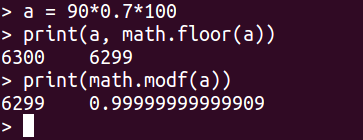 > a = 90*0.7*100
> print(a, math.floor(a))
6300    6299
> print(math.modf(a))
6299    0.99999999999909
>